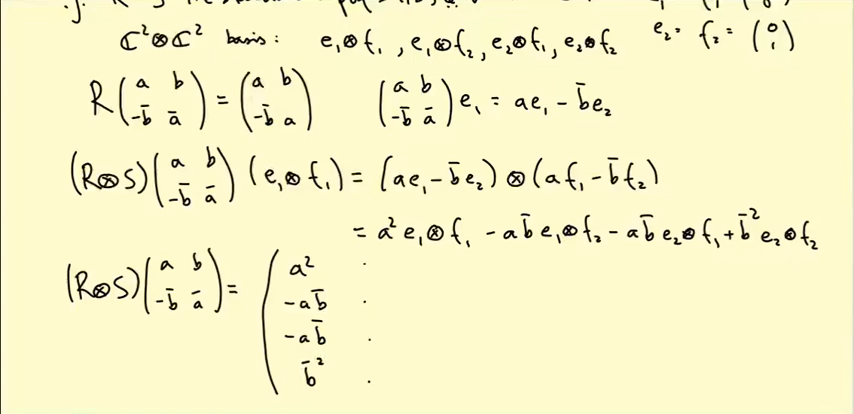 ℂ²⊗ℂ² basis: e₁⊗f₁, e₁⊗f₂, e₂⊗f₁, e₂⊗f₂ e₂= f₂= (0 1)
R(a b −b̄ ā) = (a b −b̄ a) (a b −b̄ ā) e₁ = ae₁ − b̄e₂
(R⊗S)(a b −b̄ ā)(e₁⊗f₁) = (ae₁−b̄e₂) ⊗ (af₁−b̄f₂)
= a² e₁⊗f₁ − ab̄ e₁⊗f₂ − ab̄ e₂⊗f₁ + b̄² e₂⊗f₂
(R⊗S)(a b −b̄ ā) = (a² ·
−ab̄ ·
−ab̄ ·
b̄² ·